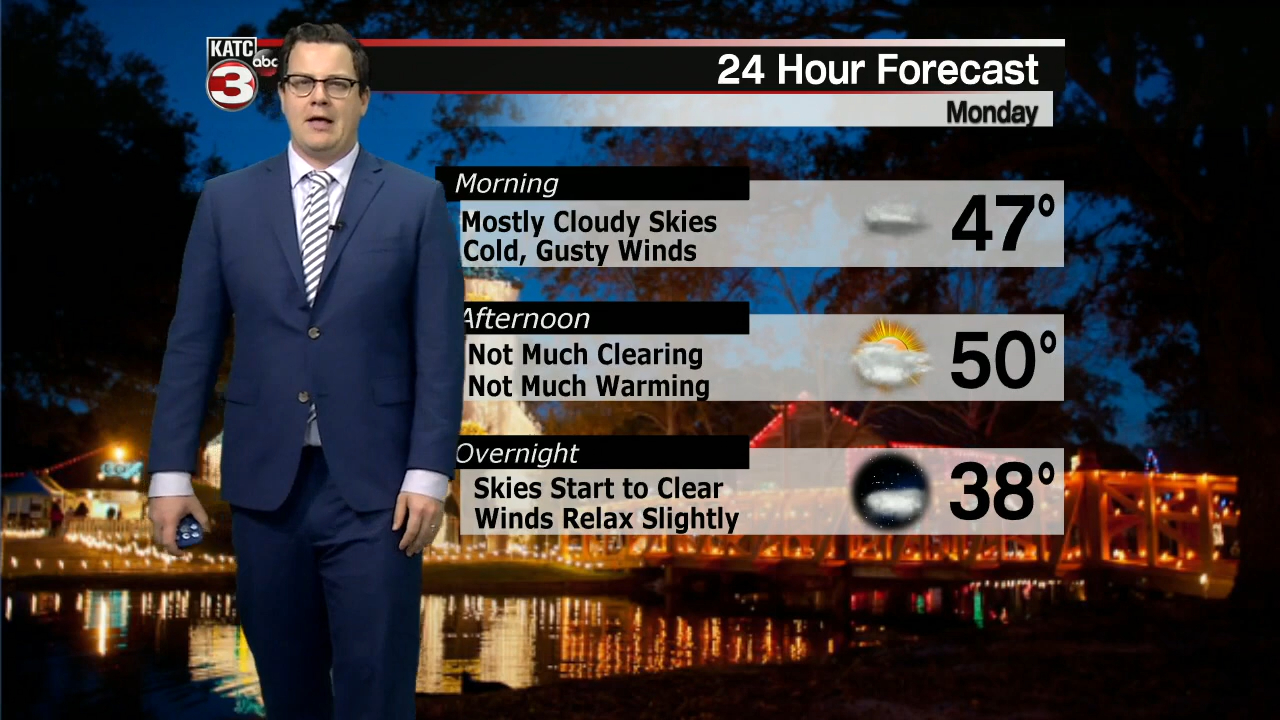 KATC
abc
3
24 Hour Forecast
Monday
Morning
Mostly Cloudy Skies
Cold, Gusty Winds
47°
Afternoon
Not Much Clearing
Not Much Warming
50°
Overnight
Skies Start to Clear
Winds Relax Slightly
38°